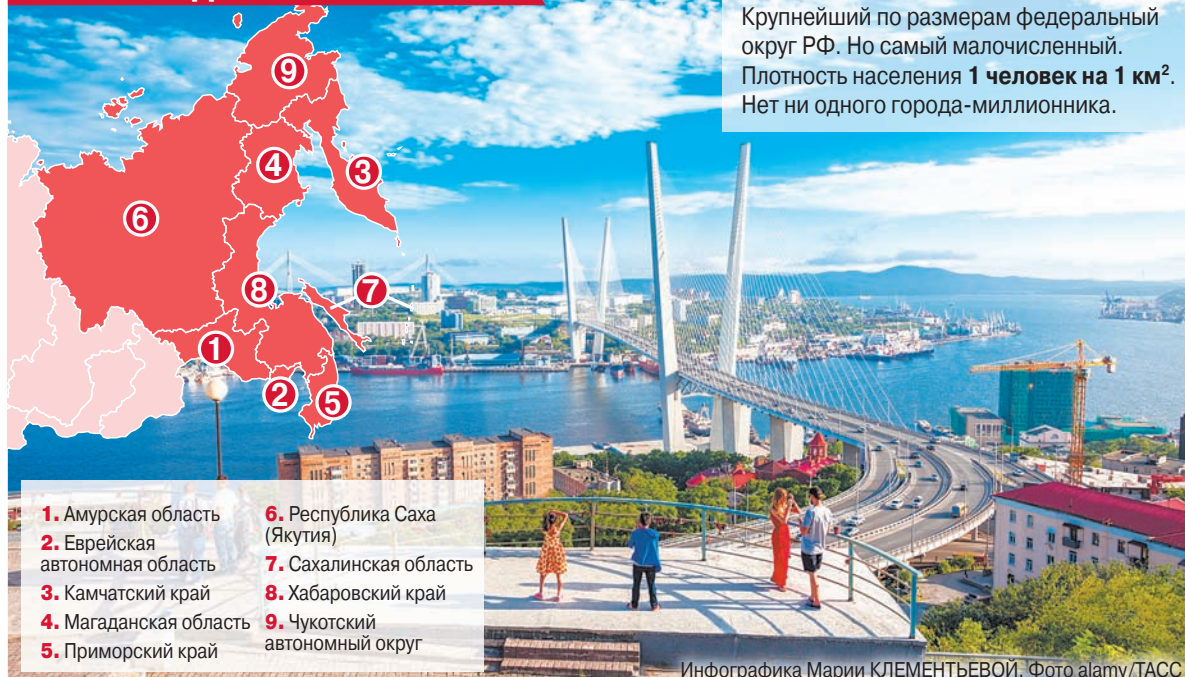 Крупнейший по размерам федеральный
округ РФ. Но самый малочисленный.
Плотность населения 1 человек на 1 км².
Нет ни одного города-миллионника.
9
4
3
6
8
7
1
2
5
1. Амурская область
2. Еврейская
автономная область
3. Камчатский край
4. Магаданская область
5. Приморский край
6. Республика Саха
(Якутия)
7. Сахалинская область
8. Хабаровский край
9. Чукотский
автономный округ
Инфографика Марии КЛЕМЕНТЬЕВОЙ. Фото alamy/ТАСС